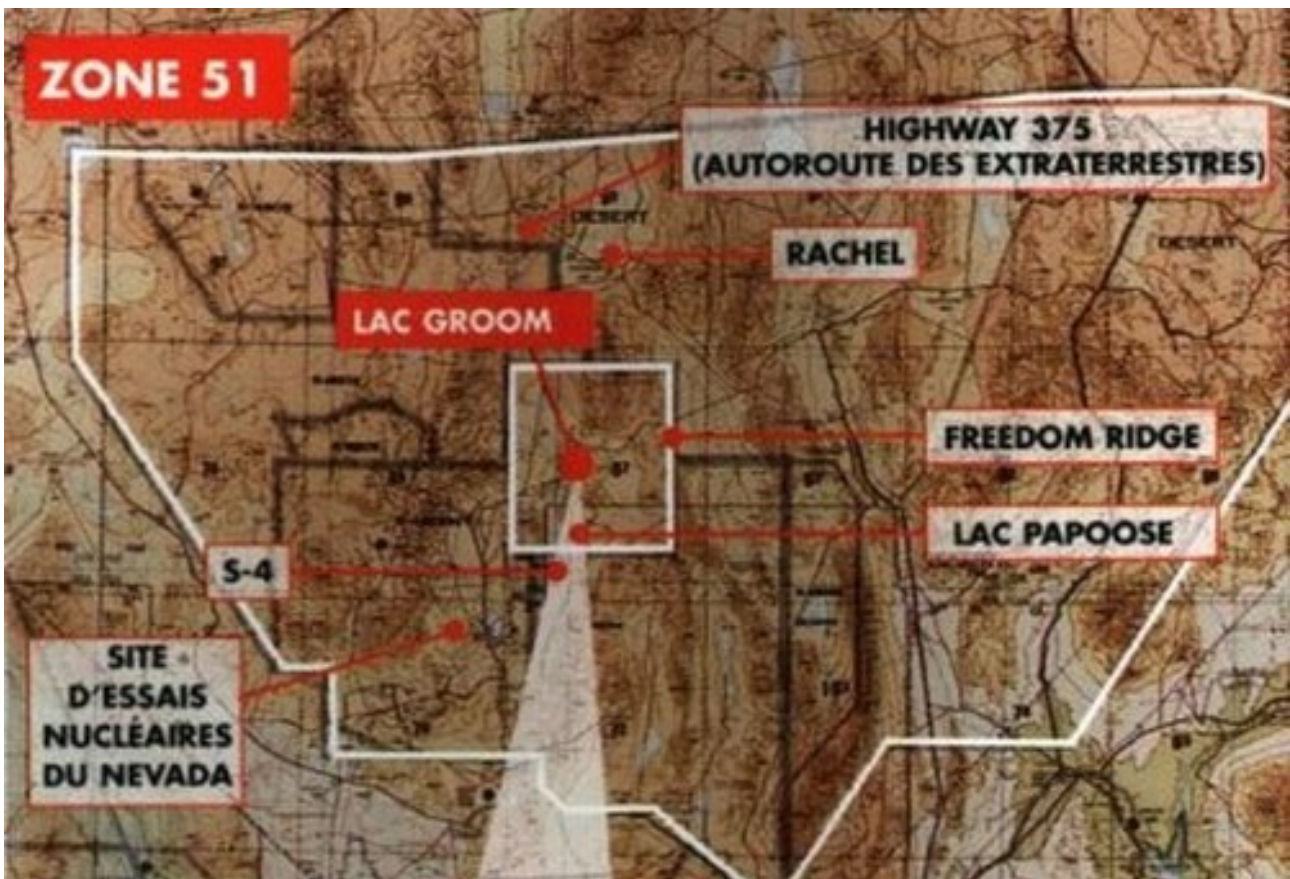 ZONE 51
HIGHWAY 375
(AUTOROUTE DES EXTRATERRESTRES)
DESERT
RACHEL
DESERT
LAC GROOM
FREEDOM RIDGE
LAC PAPOOSE
S-4
SITE
D'ESSAIS
NUCLÉAIRES
DU NEVADA